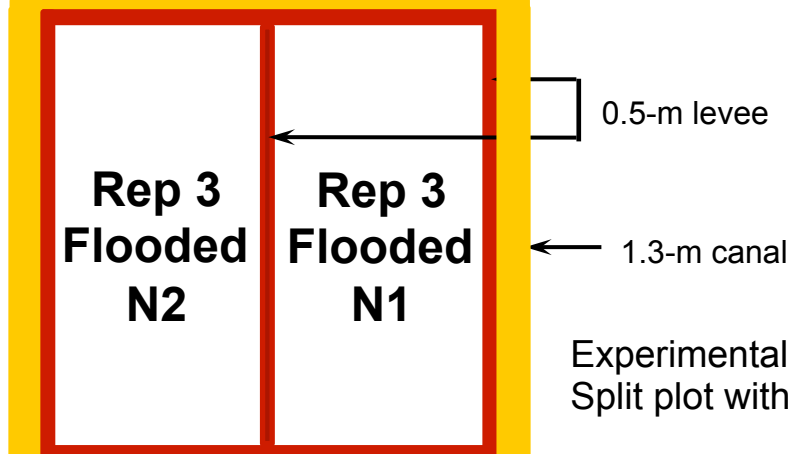 0.5-m levee
Rep 3
Flooded
N2
Rep 3
Flooded
N1
1.3-m canal
Experimental
Split plot with